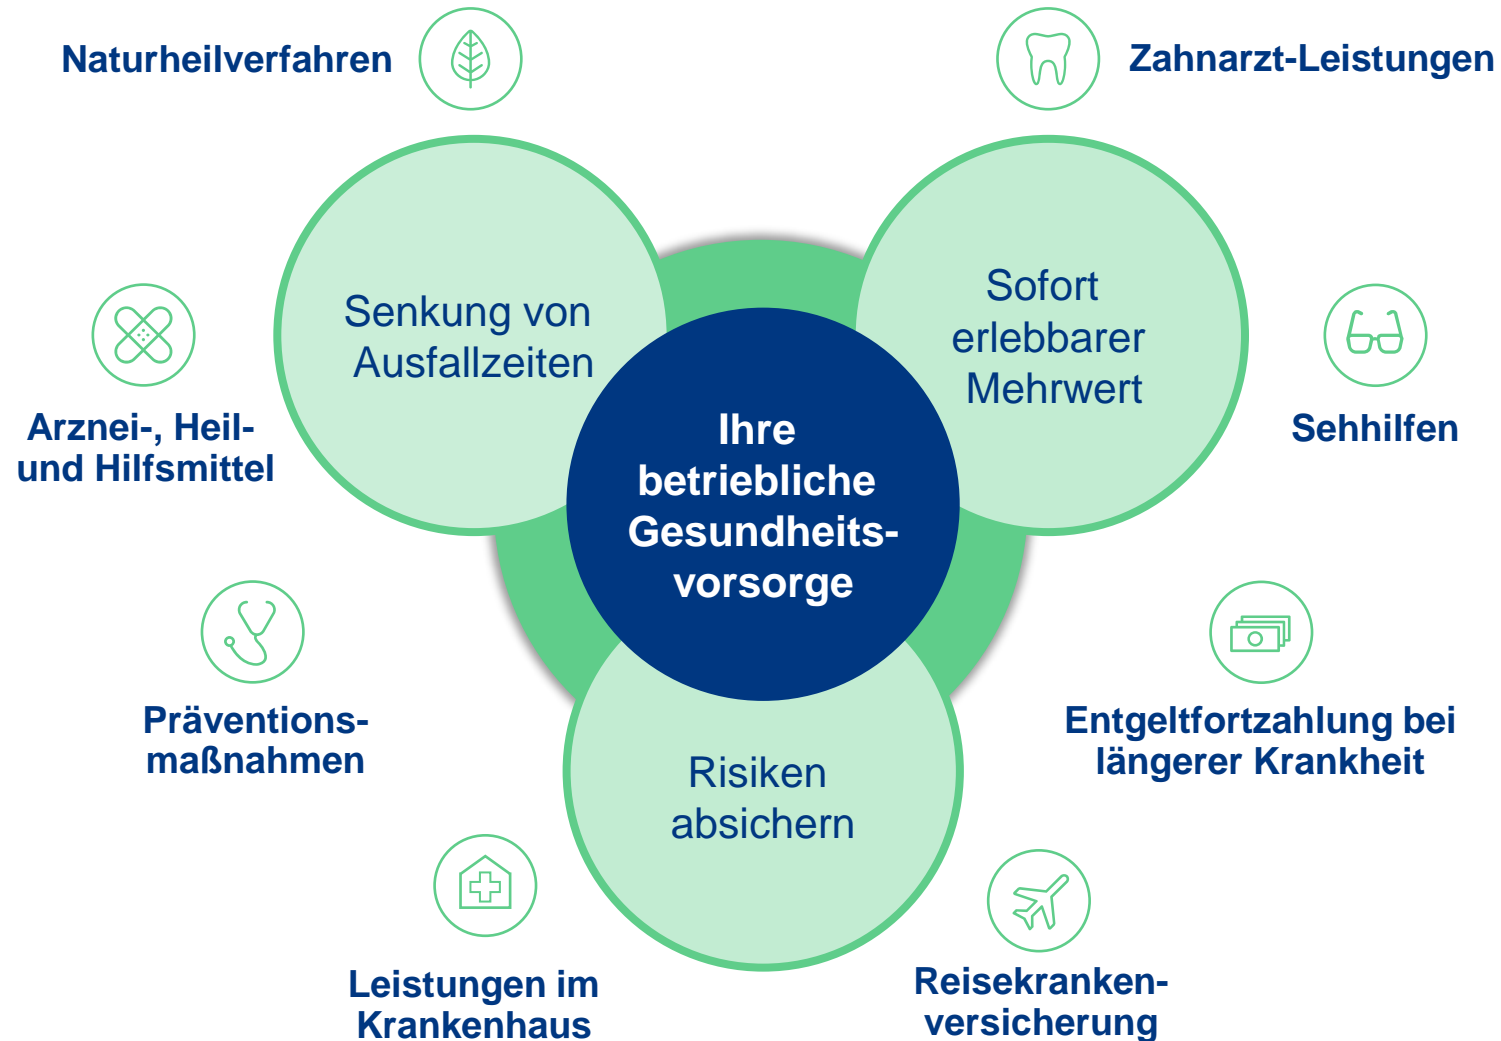 Naturheilverfahren
Zahnarzt-Leistungen
Senkung von
Ausfallzeiten
Sofort
erlebbarer
Mehrwert
Arznei-, Heil-
und Hilfsmittel
Ihre
betriebliche
Gesundheits-
vorsorge
Sehhilfen
Präventions-
maßnahmen
Risiken
absichern
Entgeltfortzahlung bei
längerer Krankheit
Leistungen im
Krankenhaus
Reisekranken-
versicherung